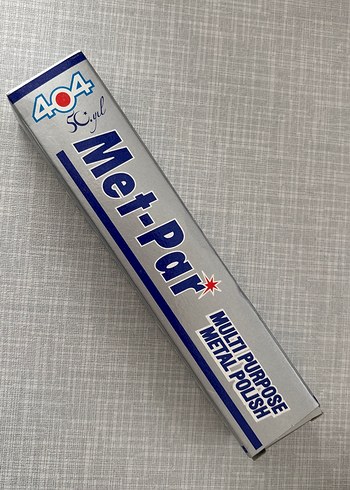 404
50.yıl
Met-Par
MULTI PURPOSE
METAL POLISH